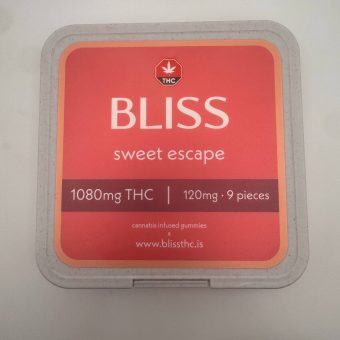 THC
BLISS
sweet escape
1080mg THC | 120mg · 9 pieces
cannabis infused gummies
www.blissthc.is